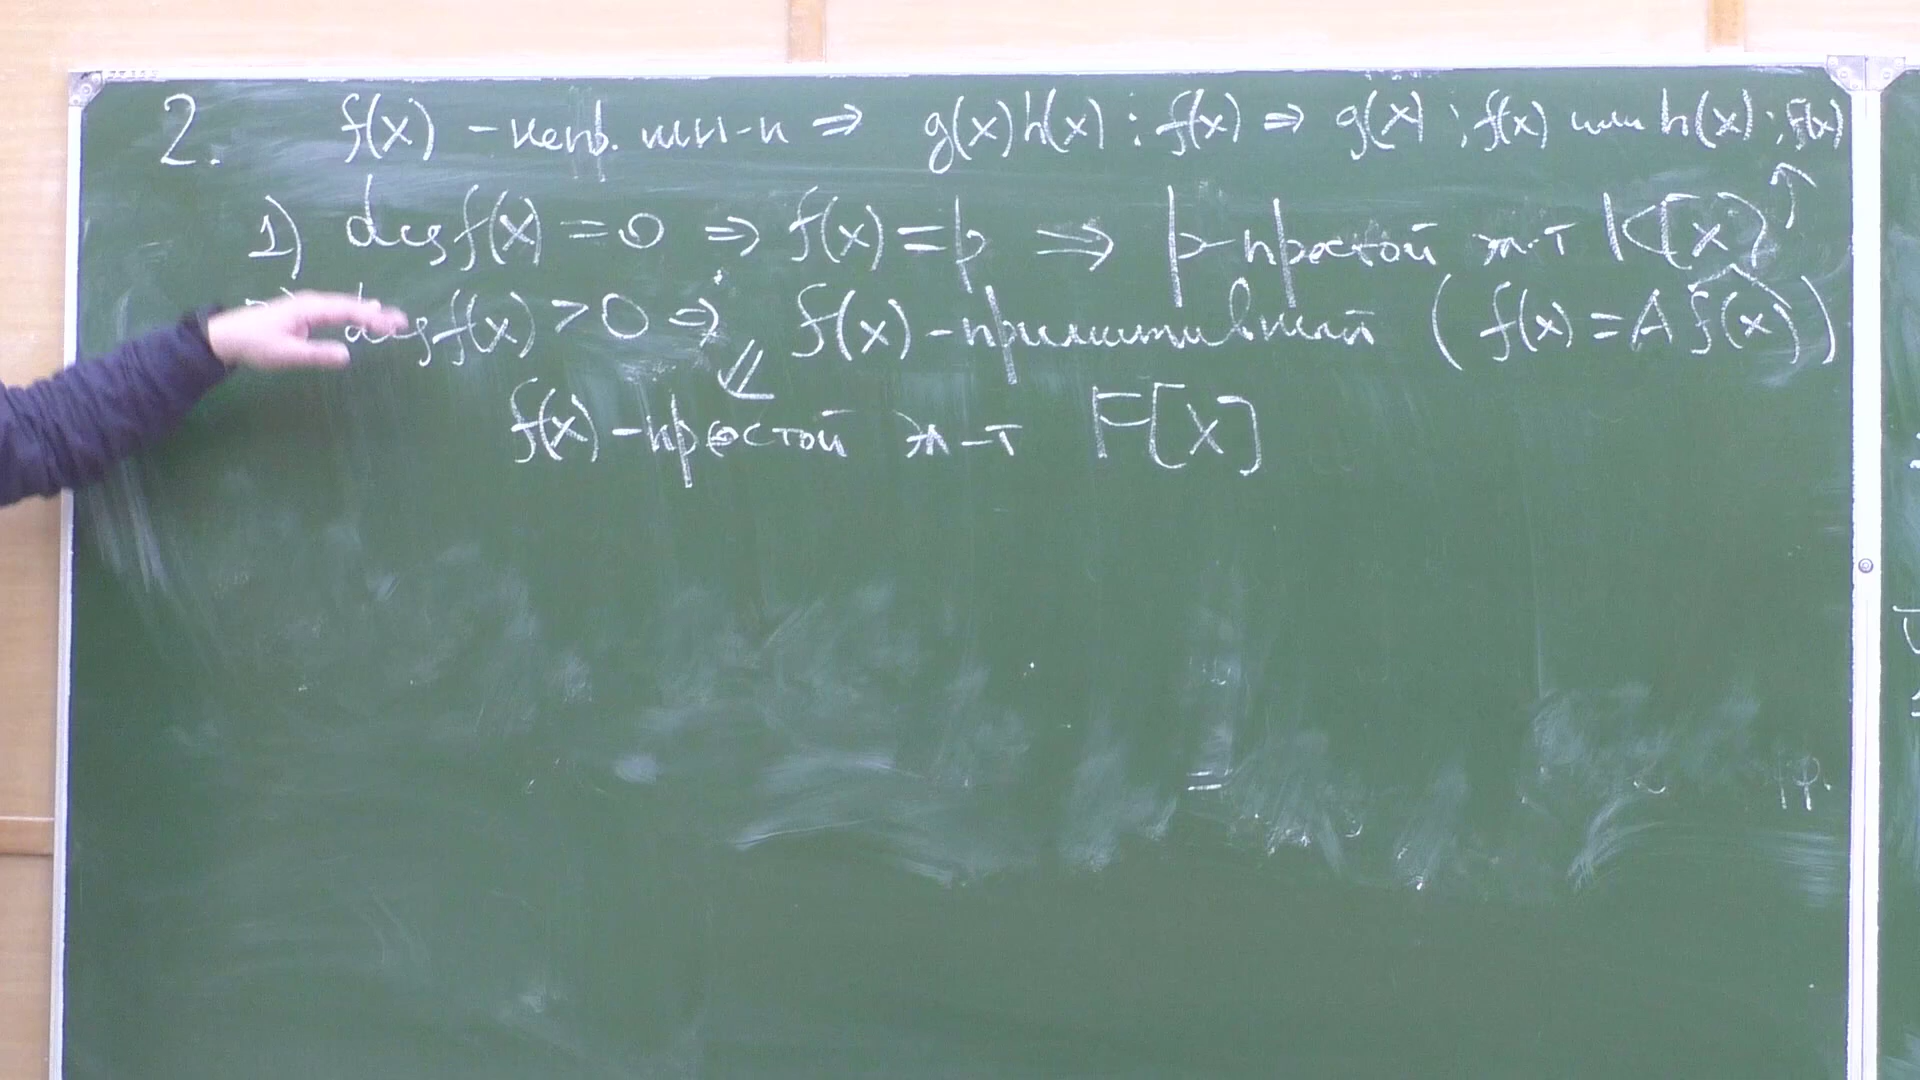 2. f(x) - непр. мн-н ⇒ g(x)h(x) ⋮ f(x) ⇒ g(x) ⋮ f(x) или h(x) ⋮ f(x)
1) deg f(x) = 0 ⇒ f(x) = p ⇒ p - простой эл-т K[x] ↑
2) deg f(x) > 0 ⇒ f(x) - примитивный ( f(x) = A f̂(x) )
⇓
f(x) - простой эл-т F[x]